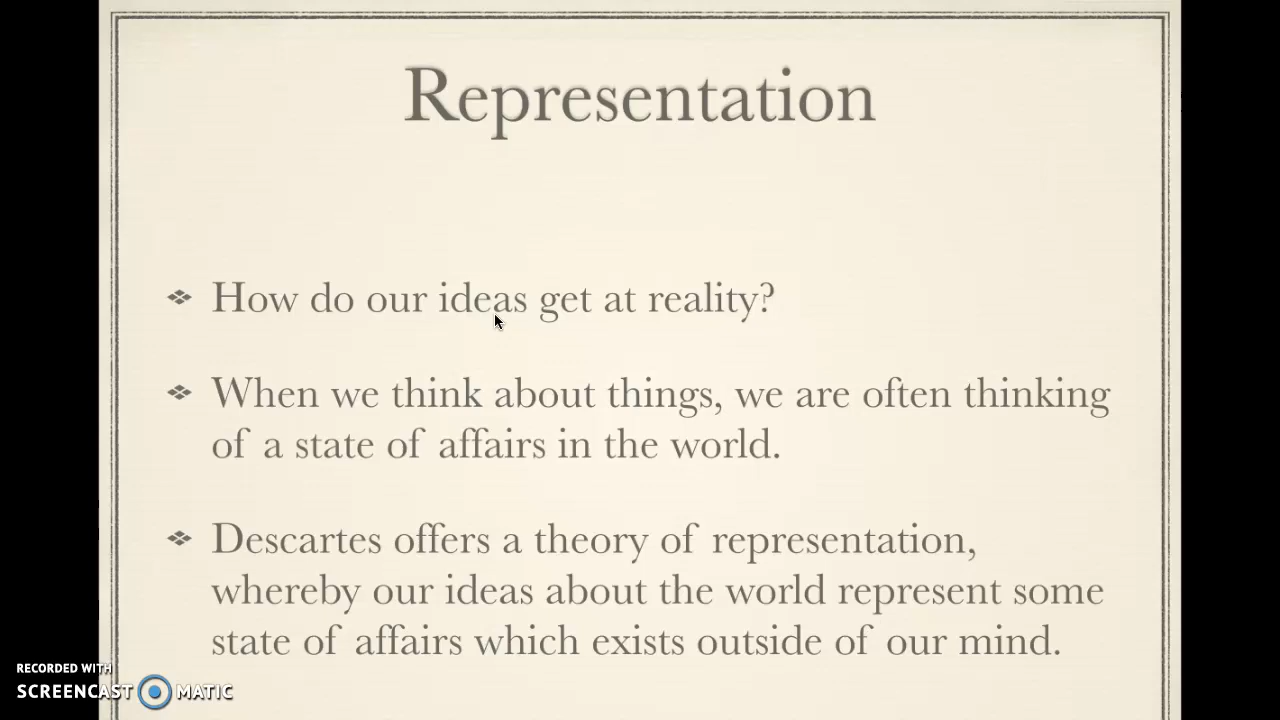 Representation
How do our ideas get at reality?
When we think about things, we are often thinking
of a state of affairs in the world.
Descartes offers a theory of representation,
whereby our ideas about the world represent some
state of affairs which exists outside of our mind.
RECORDED WITH
SCREENCAST MATIC